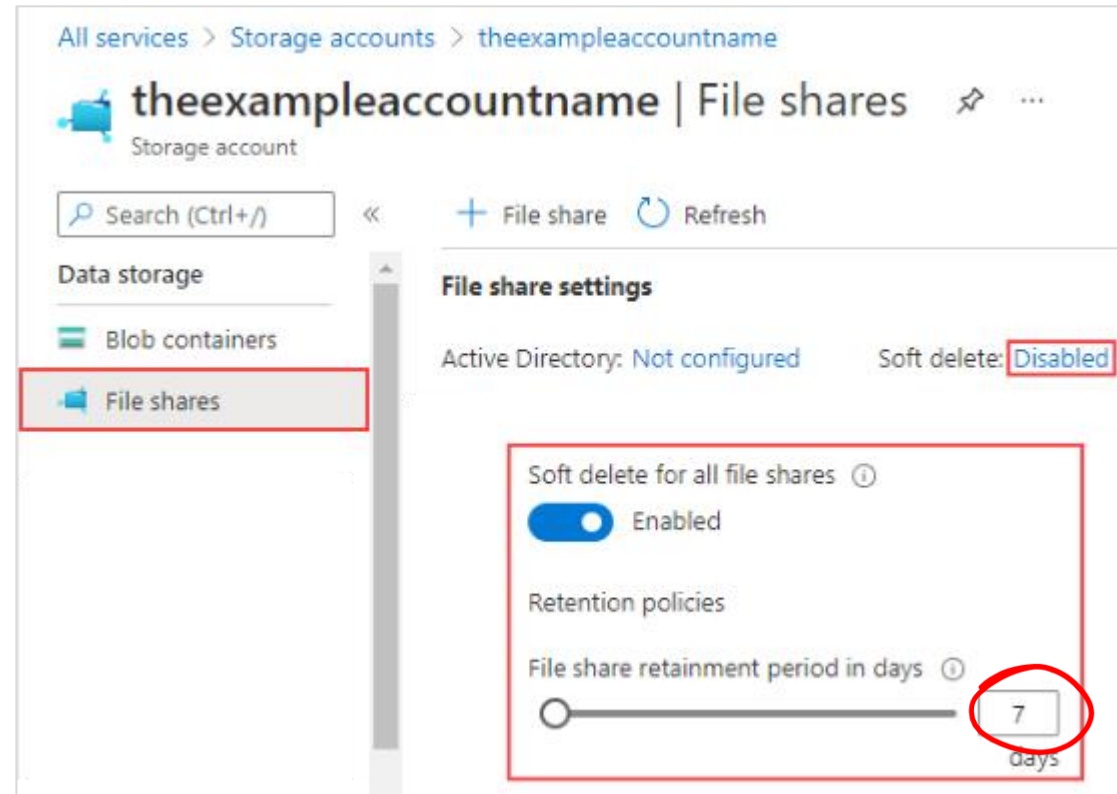 All services > Storage accounts > theexampleaccountname
theexampleaccountname | File shares ...
Storage account
Search (Ctrl+/) «
+ File share Refresh
Data storage
File share settings
Blob containers
Active Directory: Not configured Soft delete: Disabled
File shares
Soft delete for all file shares
Enabled
Retention policies
File share retainment period in days
7
days